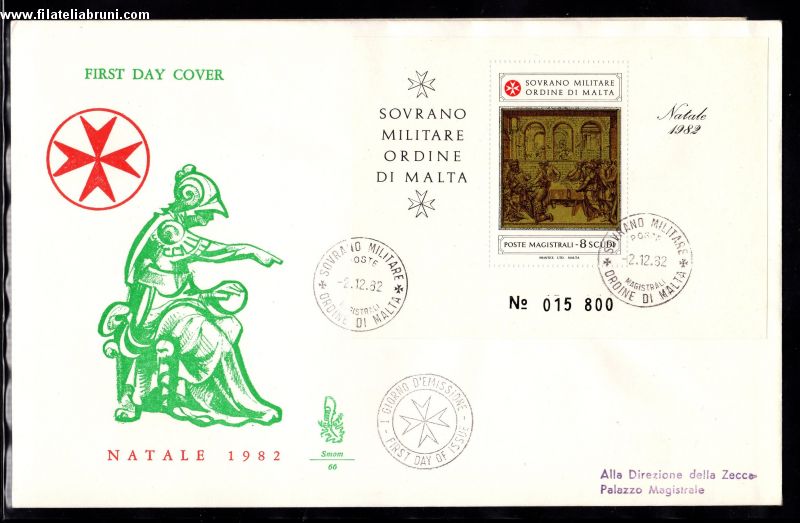 www.filateliabruni.com
FIRST DAY COVER
SOVRANO
MILITARE
ORDINE
DI MALTA
SOVRANO MILITARE
ORDINE DI MALTA
Natale
1982
POSTE MAGISTRALI - 8 SCUDI
PRINTEX LTD MALTA
SOVRANO MILITARE
POSTE
-2.12.82
MAGISTRALI
ORDINE DI MALTA
SOVRANO MILITARE
POSTE
-2.12.82
MAGISTRALI
ORDINE DI MALTA
No 015 800
I GIORNO D'EMISSIONE
FIRST DAY OF ISSUE
NATALE 1982
Smom
66
Alla Direzione della Zecca
Palazzo Magistrale